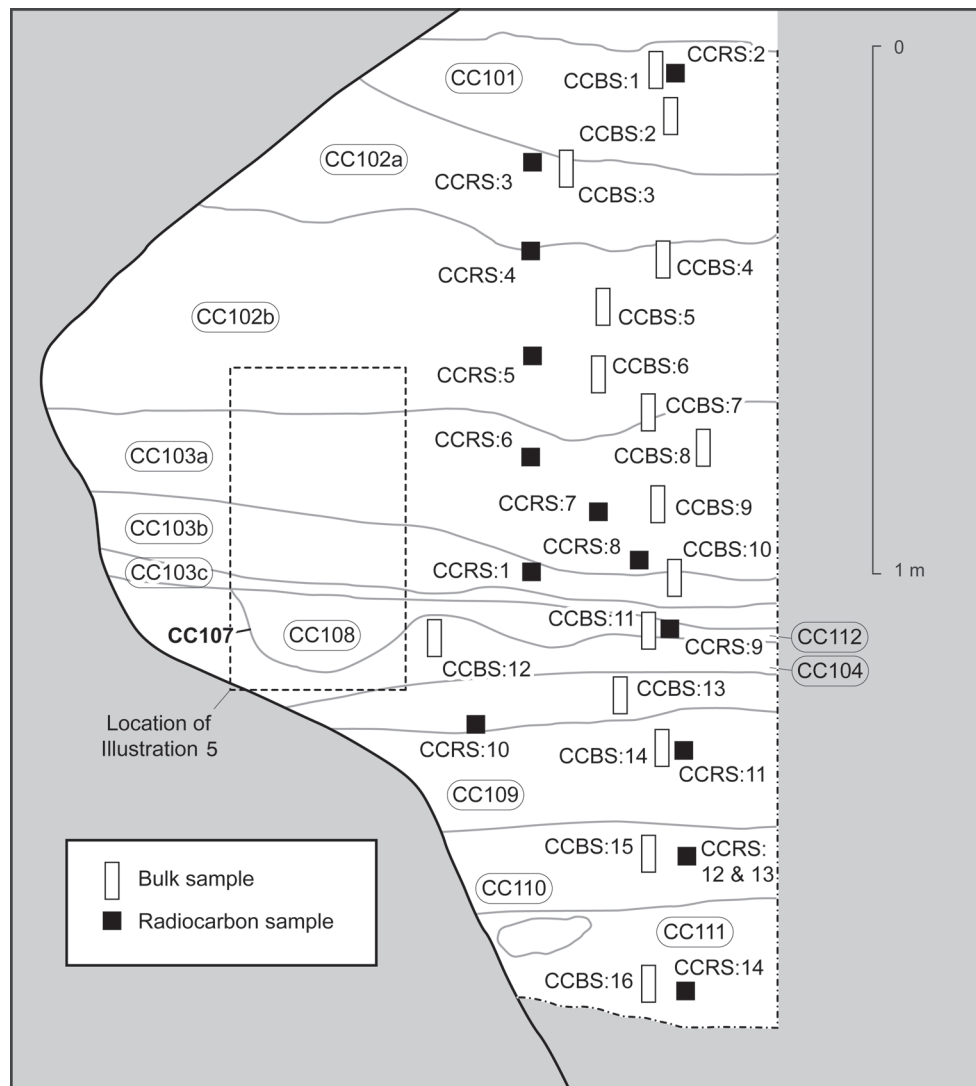 0
CCRS:2
CC101
CCBS:1
CCBS:2
CC102a
CCRS:3
CCBS:3
CCRS:4
CCBS:4
CC102b
CCBS:5
CCRS:5
CCBS:6
CCBS:7
CCRS:6
CC103a
CCBS:8
CCRS:7
CCBS:9
CC103b
CCRS:8
CCBS:10
CC103c
CCRS:1
1 m
CCBS:11
CC107
CC108
CCRS:9
CC112
CCBS:12
CC104
CCBS:13
Location of
Illustration 5
CCRS:10
CCBS:14
CCRS:11
CC109
CCBS:15
CCRS:
12 & 13
Bulk sample
CC110
Radiocarbon sample
CC111
CCBS:16
CCRS:14